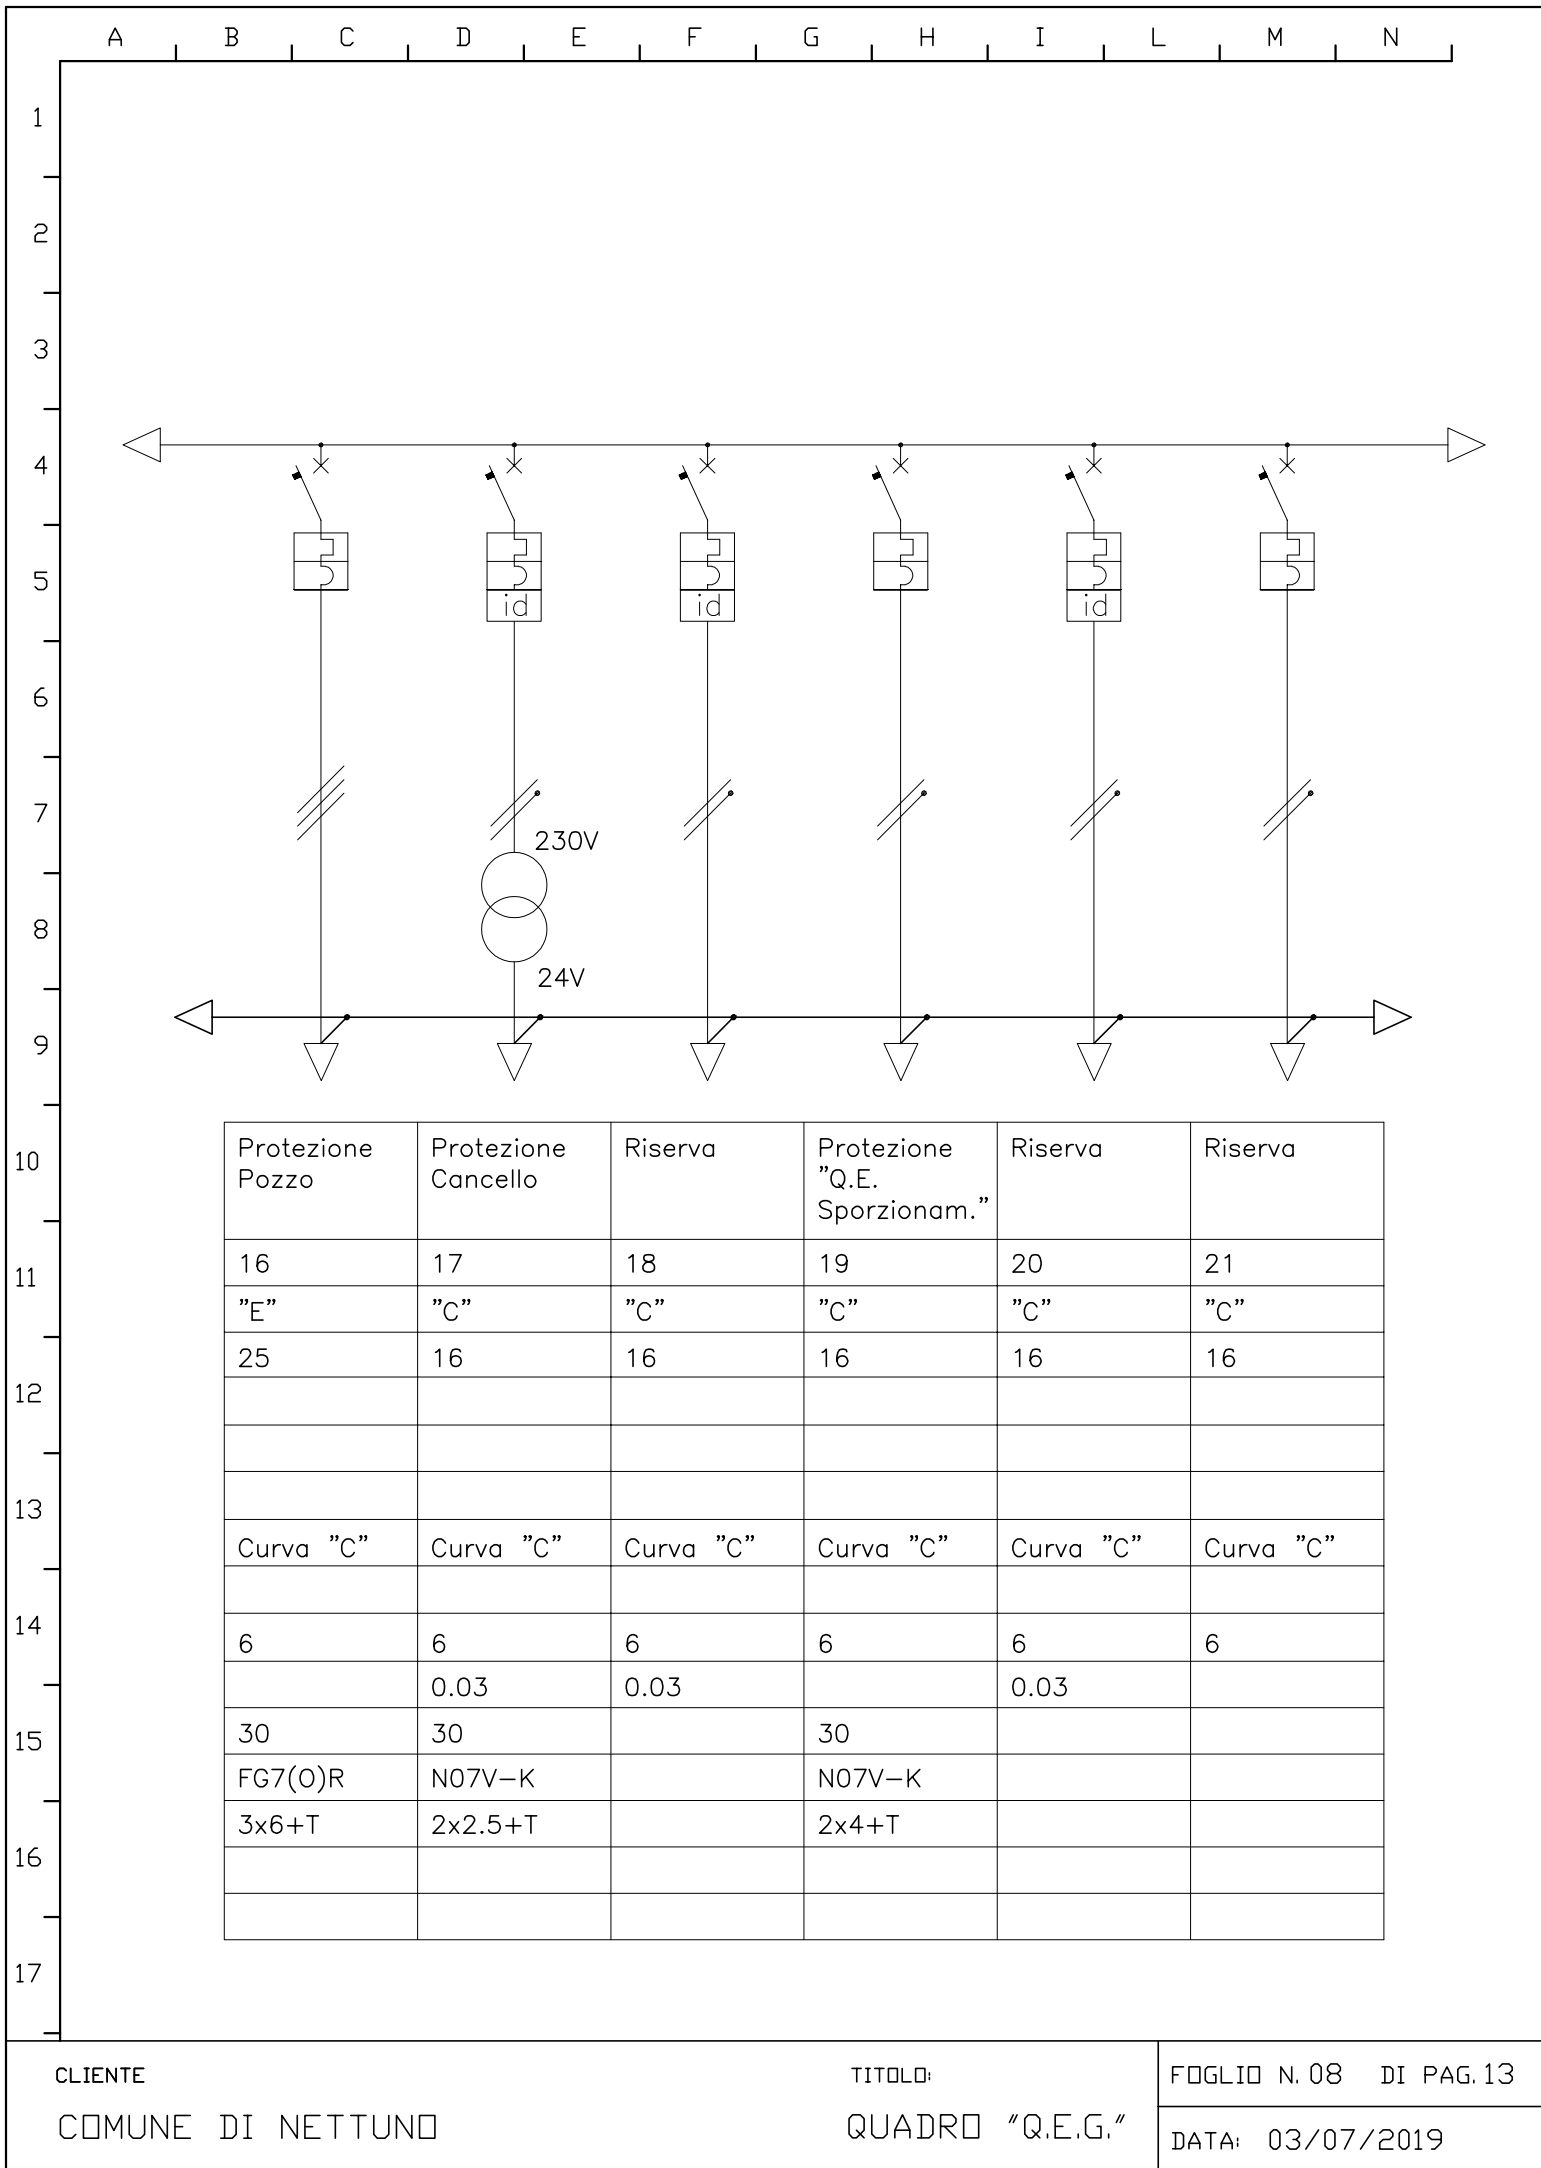 A B C D E F G H I L M N
1
2
3
4
5
id id id
6
7
230V
8
24V
9
10
Protezione Pozzo
Protezione Cancello
Riserva
Protezione "Q.E. Sporzionam."
Riserva
Riserva
11
16 17 18 19 20 21
"E" "C" "C" "C" "C" "C"
25 16 16 16 16 16
12
13
Curva "C" Curva "C" Curva "C" Curva "C" Curva "C" Curva "C"
14
6 6 6 6 6 6
0.03 0.03 0.03
15
30 30 30
FG7(O)R N07V-K N07V-K
3x6+T 2x2.5+T 2x4+T
16
17
CLIENTE
COMUNE DI NETTUNO
TITOLO:
QUADRO "Q.E.G."
FOGLIO N. 08 DI PAG. 13
DATA: 03/07/2019